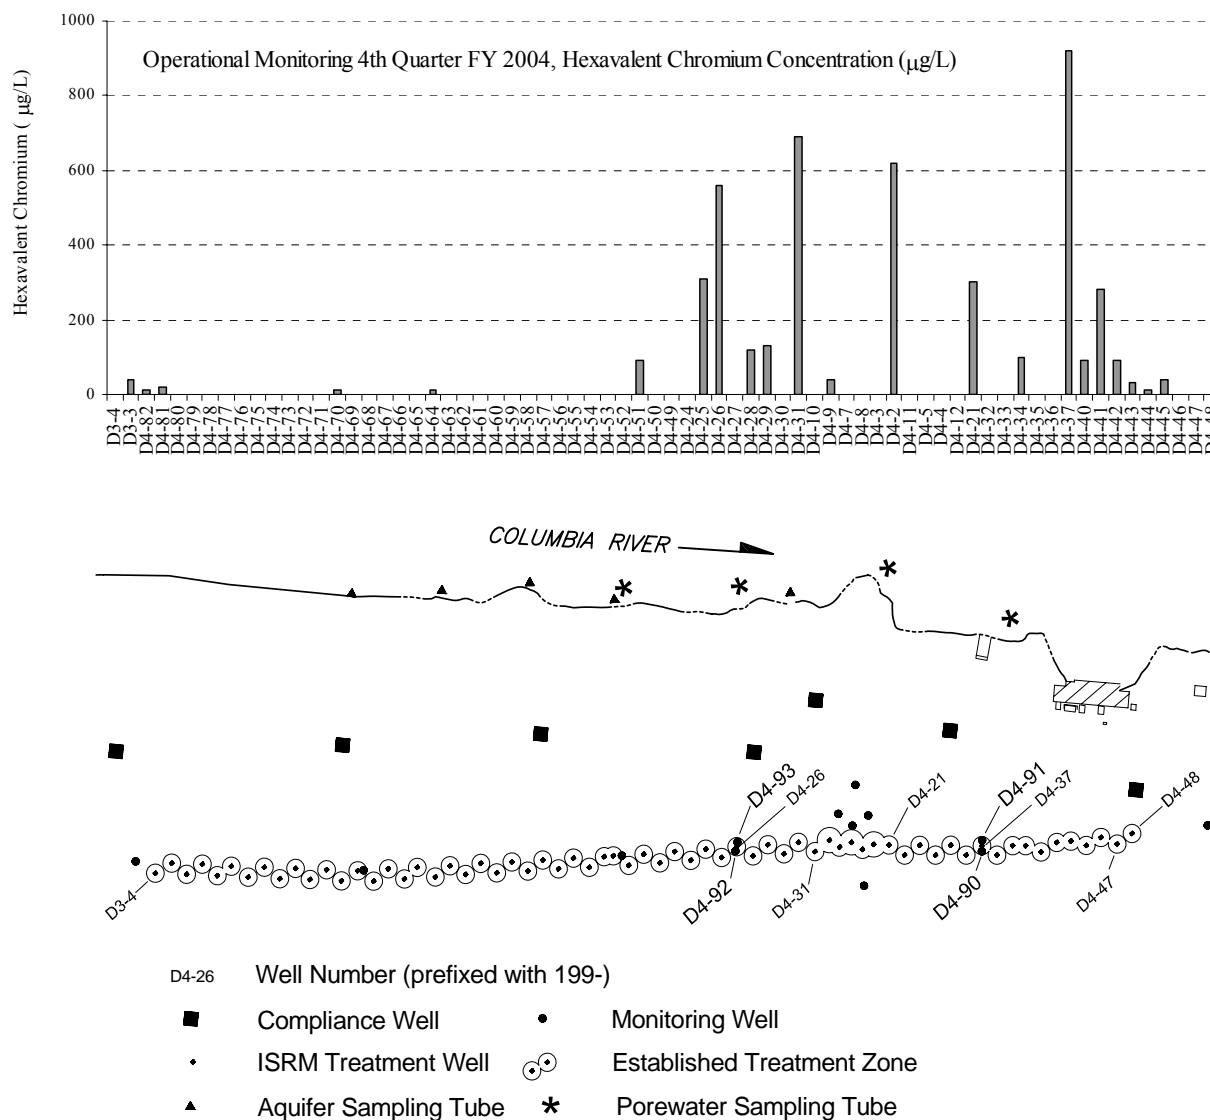 Operational Monitoring 4th Quarter FY 2004, Hexavalent Chromium Concentration (µg/L)
Hexavalent Chromium ( µg/L)
1000
800
600
400
200
0
D3-4
D3-3
D4-82
D4-81
D4-80
D4-79
D4-78
D4-77
D4-76
D4-75
D4-74
D4-73
D4-72
D4-71
D4-70
D4-69
D4-68
D4-67
D4-66
D4-65
D4-64
D4-63
D4-62
D4-61
D4-60
D4-59
D4-58
D4-57
D4-56
D4-55
D4-54
D4-53
D4-52
D4-51
D4-50
D4-49
D4-24
D4-25
D4-26
D4-27
D4-28
D4-29
D4-30
D4-31
D4-10
D4-9
D4-7
D4-8
D4-3
D4-2
D4-11
D4-5
D4-4
D4-12
D4-21
D4-32
D4-33
D4-34
D4-35
D4-36
D4-37
D4-40
D4-41
D4-42
D4-43
D4-44
D4-45
D4-46
D4-47
D4-48
COLUMBIA RIVER
D4-93
D4-26
D4-21
D4-91
D4-37
D4-48
D3-4
D4-92
D4-31
D4-90
D4-47
D4-26 Well Number (prefixed with 199-)
Compliance Well Monitoring Well
ISRM Treatment Well Established Treatment Zone
Aquifer Sampling Tube Porewater Sampling Tube